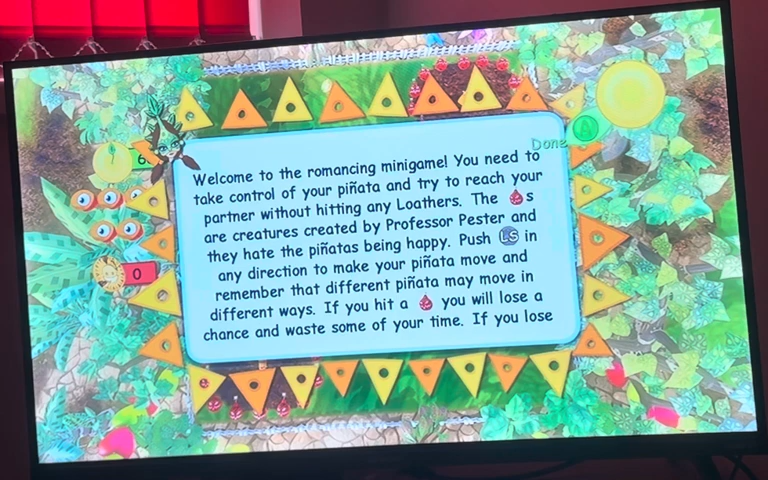 Done
A
6
0
Welcome to the romancing minigame! You need to
take control of your piñata and try to reach your
partner without hitting any Loathers. The s
are creatures created by Professor Pester and
they hate the piñatas being happy. Push LS in
any direction to make your piñata move and
remember that different piñata may move in
different ways. If you hit a you will lose a
chance and waste some of your time. If you lose